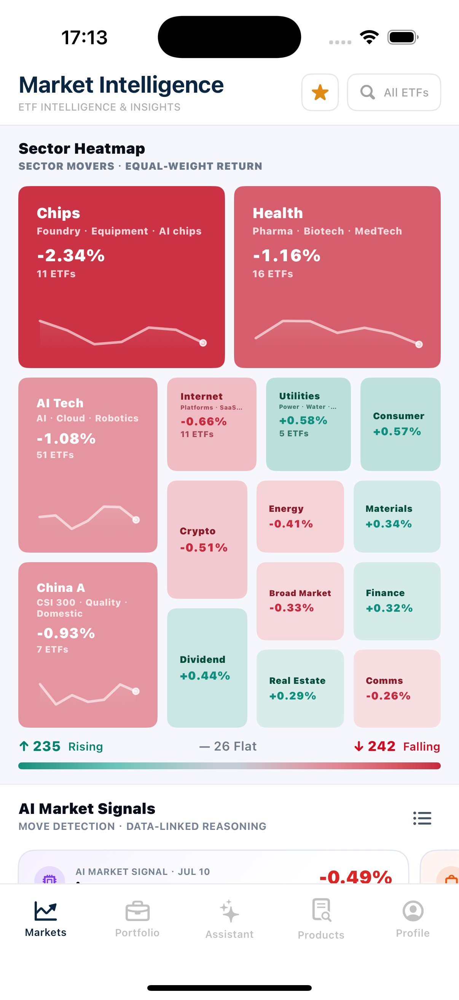 17:13
Market Intelligence
ETF INTELLIGENCE & INSIGHTS
All ETFs
Sector Heatmap
SECTOR MOVERS · EQUAL-WEIGHT RETURN
Chips
Foundry · Equipment · AI chips
-2.34%
11 ETFs
Health
Pharma · Biotech · MedTech
-1.16%
16 ETFs
AI Tech
AI · Cloud · Robotics
-1.08%
51 ETFs
Internet
Platforms · SaaS...
-0.66%
11 ETFs
Utilities
Power · Water ·...
+0.58%
5 ETFs
Consumer
+0.57%
Crypto
-0.51%
Energy
-0.41%
Materials
+0.34%
China A
CSI 300 · Quality ·
Domestic
-0.93%
7 ETFs
Broad Market
-0.33%
Finance
+0.32%
Dividend
+0.44%
Real Estate
+0.29%
Comms
-0.26%
235 Rising
— 26 Flat
242 Falling
AI Market Signals
MOVE DETECTION · DATA-LINKED REASONING
AI MARKET SIGNAL · JUL 10
-0.49%
Markets
Portfolio
Assistant
Products
Profile